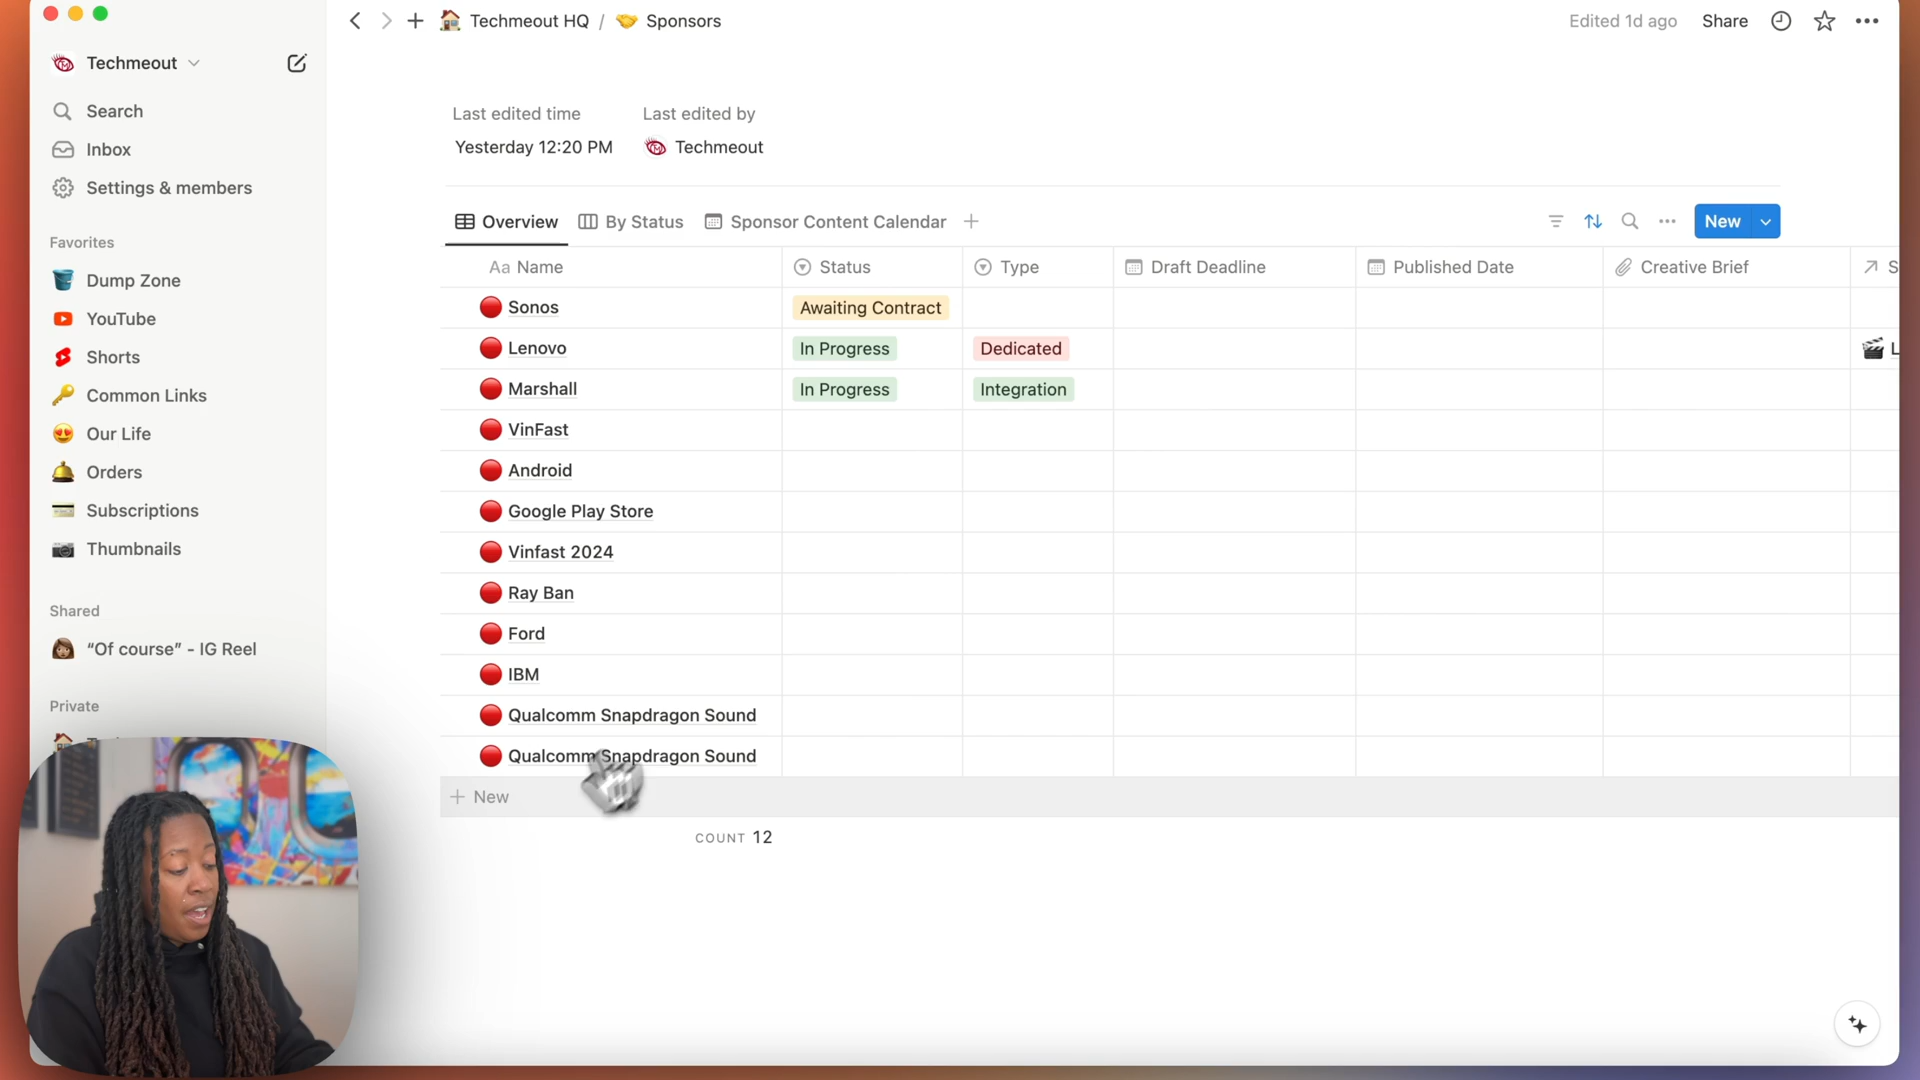 Techmeout HQ / Sponsors
Edited 1d ago
Share
Techmeout
Search
Inbox
Settings & members
Favorites
Dump Zone
YouTube
Shorts
Common Links
Our Life
Orders
Subscriptions
Thumbnails
Shared
“Of course” - IG Reel
Private
Last edited time
Last edited by
Yesterday 12:20 PM
Techmeout
Overview
By Status
Sponsor Content Calendar
New
Aa Name
Status
Type
Draft Deadline
Published Date
Creative Brief
S
Sonos
Awaiting Contract
Lenovo
In Progress
Dedicated
L
Marshall
In Progress
Integration
VinFast
Android
Google Play Store
Vinfast 2024
Ray Ban
Ford
IBM
Qualcomm Snapdragon Sound
Qualcomm Snapdragon Sound
New
COUNT 12